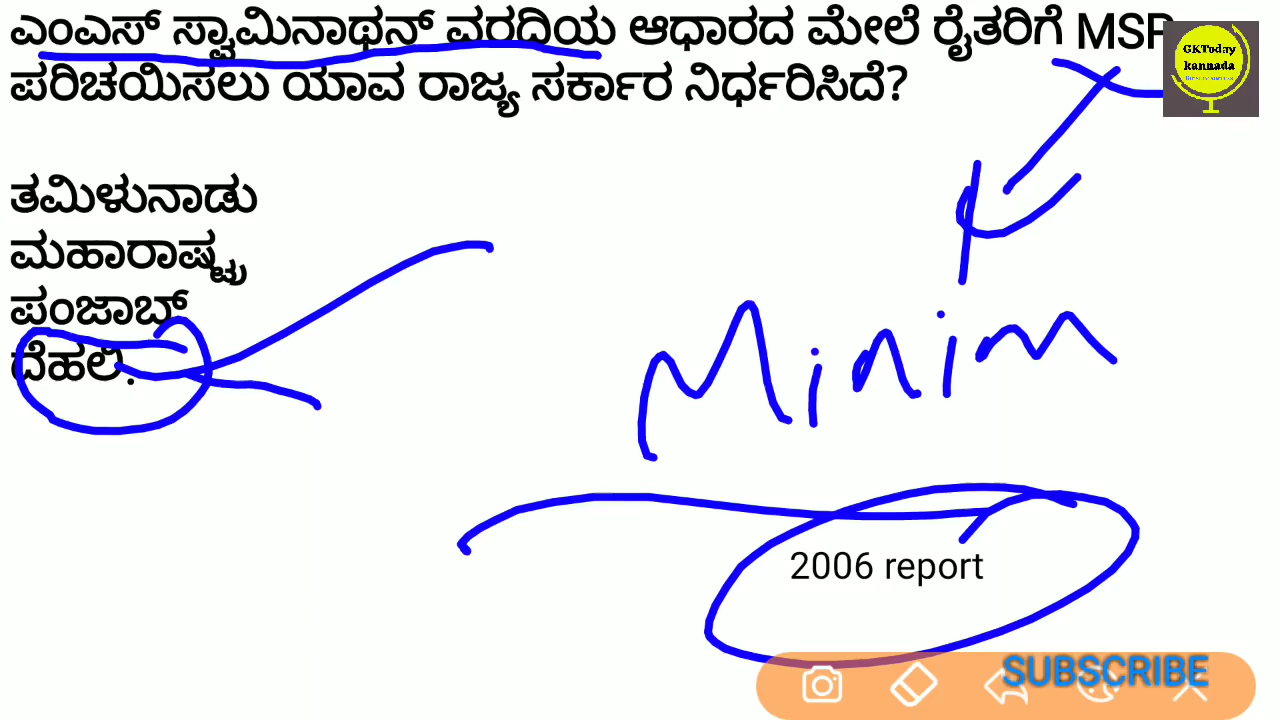 ಎಂಎಸ್ ಸ್ವಾಮಿನಾಥನ್ ವರದಿಯ ಆಧಾರದ ಮೇಲೆ ರೈತರಿಗೆ MSP
ಪರಿಚಯಿಸಲು ಯಾವ ರಾಜ್ಯ ಸರ್ಕಾರ ನಿರ್ಧರಿಸಿದೆ?
GKToday
kannada
ತಮಿಳುನಾಡು
ಮಹಾರಾಷ್ಟ್ರ
ಪಂಜಾಬ್
ದೆಹಲಿ.
Minim
2006 report
SUBSCRIBE